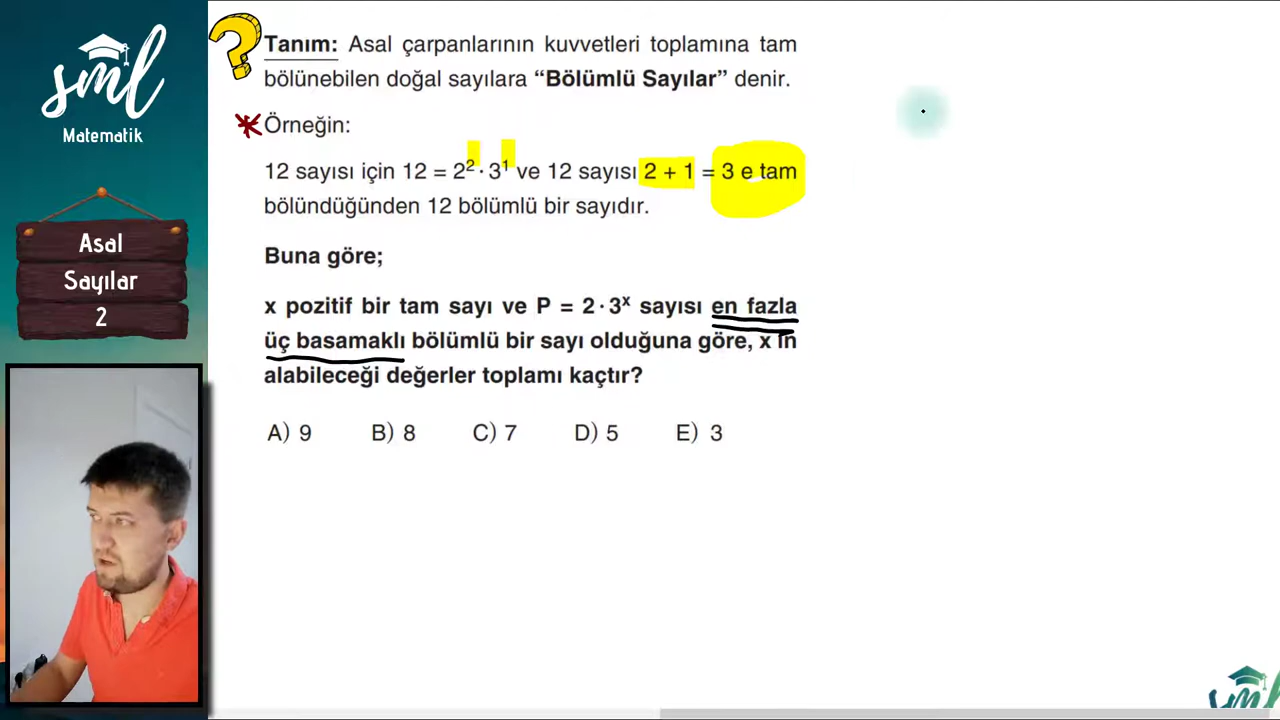 sml
Matematik
Asal
Sayılar
2
Tanım: Asal çarpanlarının kuvvetleri toplamına tam
bölünebilen doğal sayılara “Bölümlü Sayılar” denir.
Örneğin:
12 sayısı için 12 = 2² · 3¹ ve 12 sayısı 2 + 1 = 3 e tam
bölündüğünden 12 bölümlü bir sayıdır.
Buna göre;
x pozitif bir tam sayı ve P = 2 · 3ˣ sayısı en fazla
üç basamaklı bölümlü bir sayı olduğuna göre, x in
alabileceği değerler toplamı kaçtır?
A) 9 B) 8 C) 7 D) 5 E) 3
sml